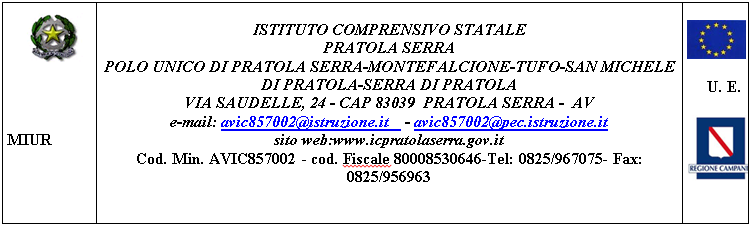 ISTITUTO COMPRENSIVO STATALE
PRATOLA SERRA
POLO UNICO DI PRATOLA SERRA-MONTEFALCIONE-TUFO-SAN MICHELE
DI PRATOLA-SERRA DI PRATOLA
VIA SAUDELLE, 24 - CAP 83039 PRATOLA SERRA - AV
e-mail: avic857002@istruzione.it - avic857002@pec.istruzione.it
sito web:www.icpratolaserra.gov.it
Cod. Min. AVIC857002 - cod. Fiscale 80008530646-Tel: 0825/967075- Fax:
0825/956963
MIUR
U. E.
REGIONE CAMPANI